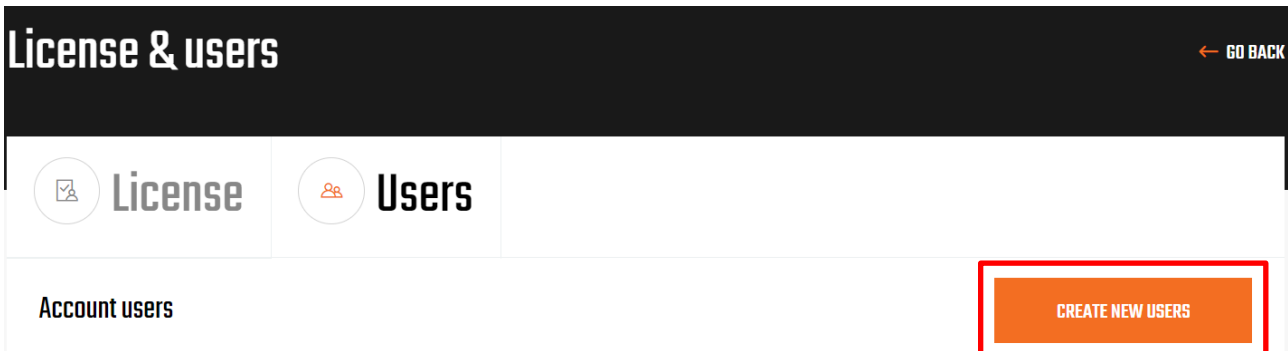 License & users
← GO BACK
License
Users
Account users
CREATE NEW USERS